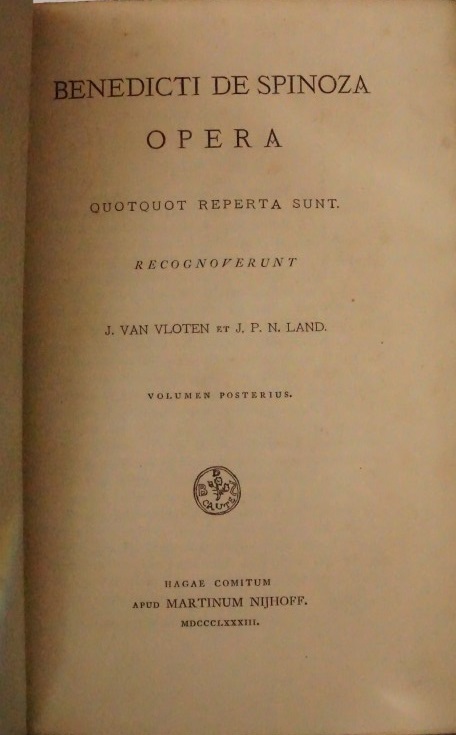 BENEDICTI DE SPINOZA
OPERA
QUOTQUOT REPERTA SUNT.
RECOGNOVERUNT
J. VAN VLOTEN ET J. P. N. LAND.
VOLUMEN POSTERIUS.
B D S
CAUTE
HAGAE COMITUM
APUD MARTINUM NIJHOFF.
MDCCCLXXXIII.